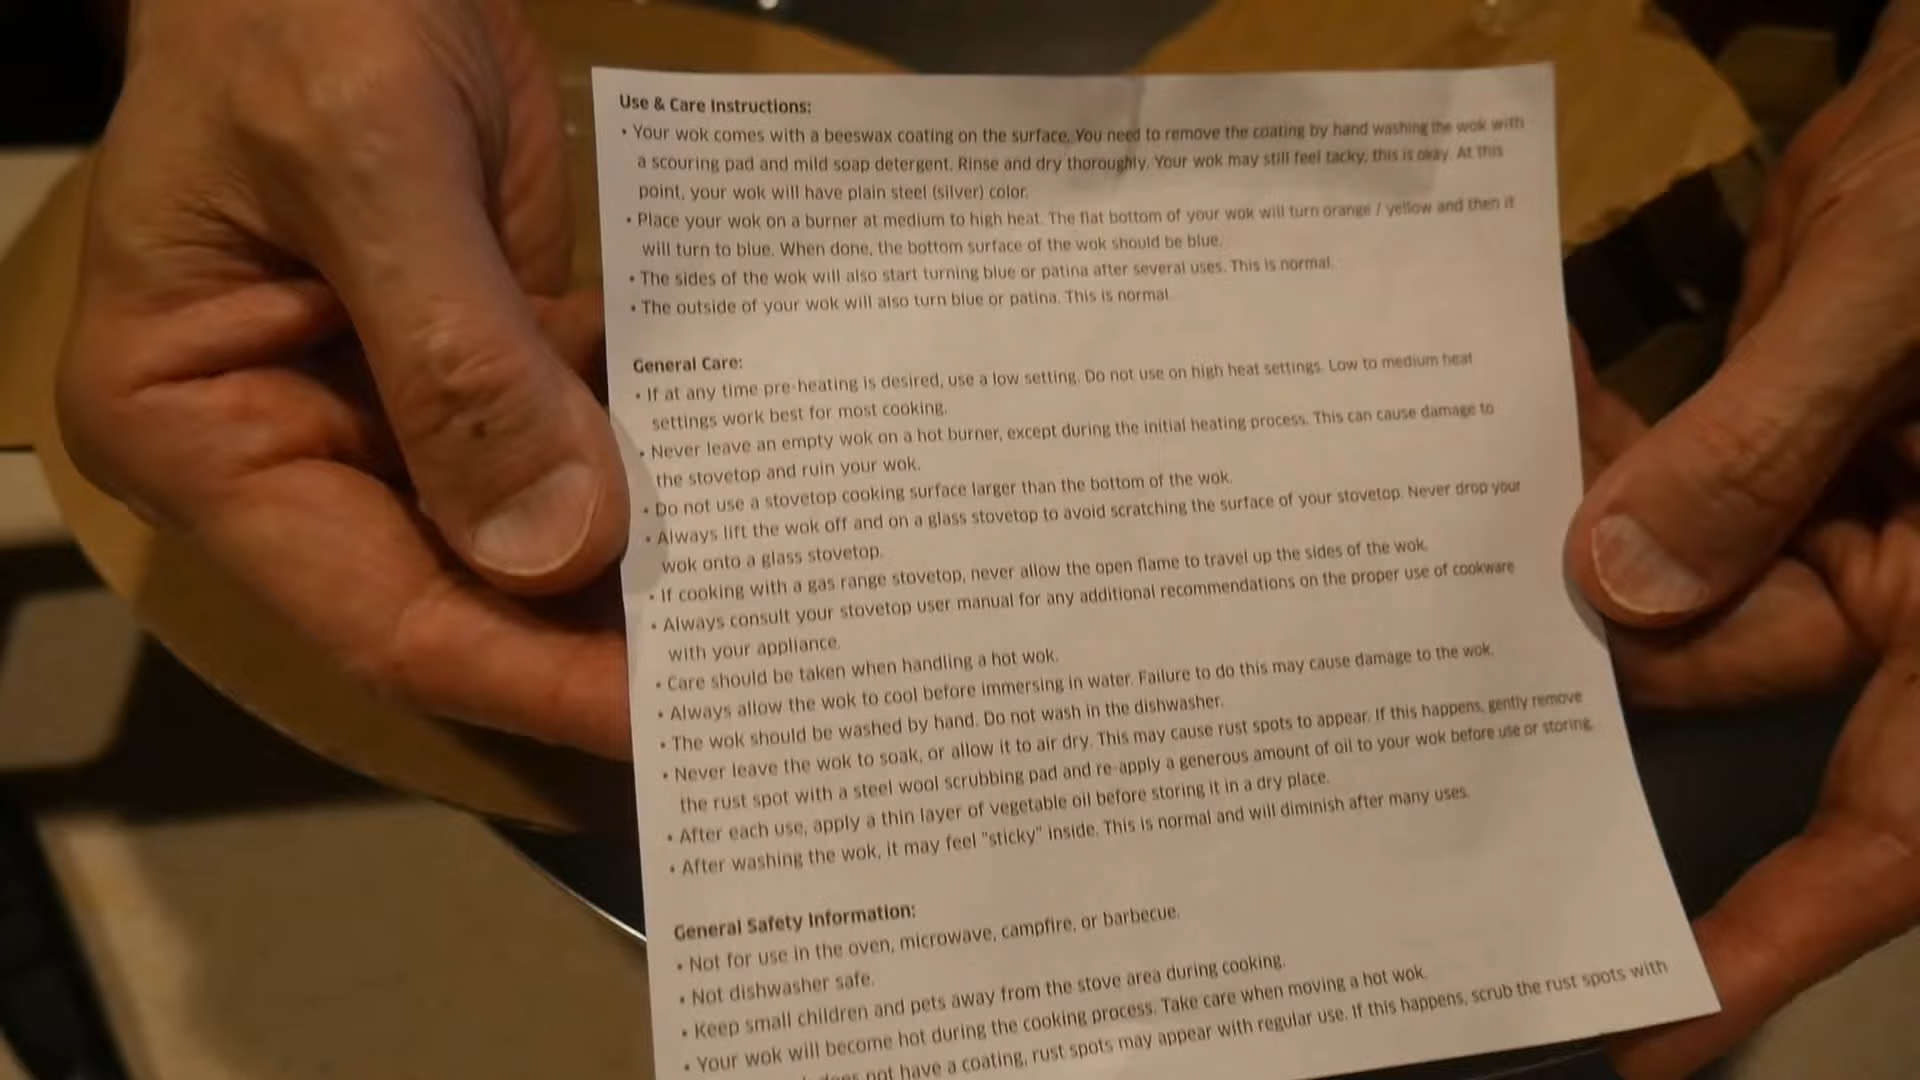 Use & Care Instructions:
• Your wok comes with a beeswax coating on the surface. You need to remove the coating by hand washing the wok with
a scouring pad and mild soap detergent. Rinse and dry thoroughly. Your wok may still feel tacky, this is okay. At this
point, your wok will have plain steel (silver) color.
• Place your wok on a burner at medium to high heat. The flat bottom of your wok will turn orange / yellow and then it
will turn to blue. When done, the bottom surface of the wok should be blue.
• The sides of the wok will also start turning blue or patina after several uses. This is normal.
• The outside of your wok will also turn blue or patina. This is normal.
General Care:
• If at any time pre-heating is desired, use a low setting. Do not use on high heat settings. Low to medium heat
settings work best for most cooking.
• Never leave an empty wok on a hot burner, except during the initial heating process. This can cause damage to
the stovetop and ruin your wok.
• Do not use a stovetop cooking surface larger than the bottom of the wok.
• Always lift the wok off and on a glass stovetop to avoid scratching the surface of your stovetop. Never drop your
wok onto a glass stovetop.
• If cooking with a gas range stovetop, never allow the open flame to travel up the sides of the wok.
• Always consult your stovetop user manual for any additional recommendations on the proper use of cookware
with your appliance.
• Care should be taken when handling a hot wok.
• Always allow the wok to cool before immersing in water. Failure to do this may cause damage to the wok.
• The wok should be washed by hand. Do not wash in the dishwasher.
• Never leave the wok to soak, or allow it to air dry. This may cause rust spots to appear. If this happens, gently remove
the rust spot with a steel wool scrubbing pad and re-apply a generous amount of oil to your wok before use or storing.
• After each use, apply a thin layer of vegetable oil before storing it in a dry place.
• After washing the wok, it may feel "sticky" inside. This is normal and will diminish after many uses.
General Safety Information:
• Not for use in the oven, microwave, campfire, or barbecue.
• Not dishwasher safe.
• Keep small children and pets away from the stove area during cooking.
• Your wok will become hot during the cooking process. Take care when moving a hot wok.
not have a coating, rust spots may appear with regular use. If this happens, scrub the rust spots with